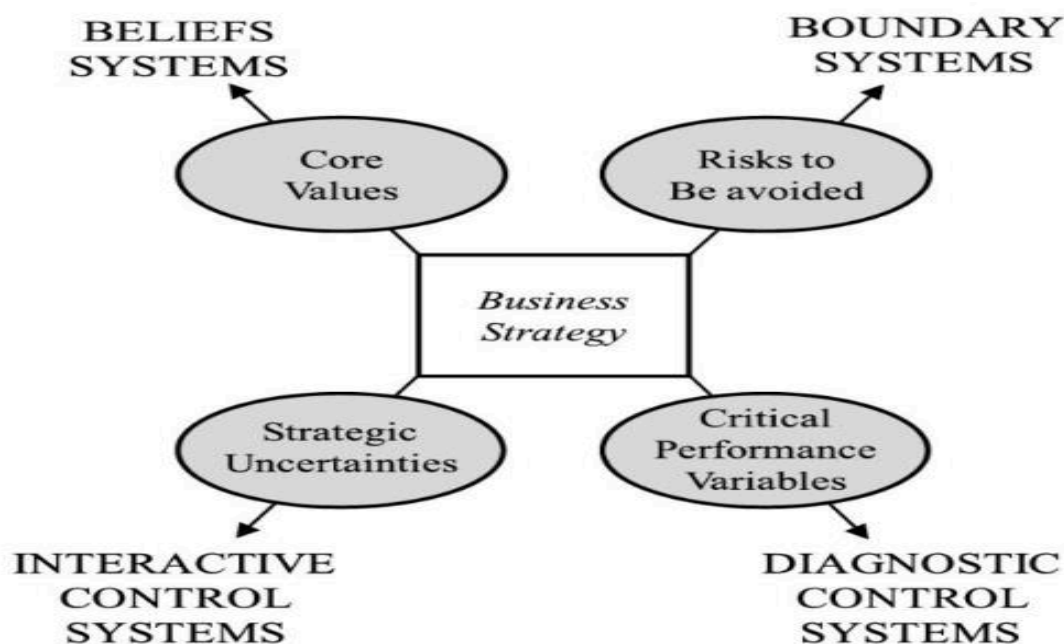 BELIEFS
SYSTEMS
BOUNDARY
SYSTEMS
Core
Values
Risks to
Be avoided
Business
Strategy
Strategic
Uncertainties
Critical
Performance
Variables
INTERACTIVE
CONTROL
SYSTEMS
DIAGNOSTIC
CONTROL
SYSTEMS